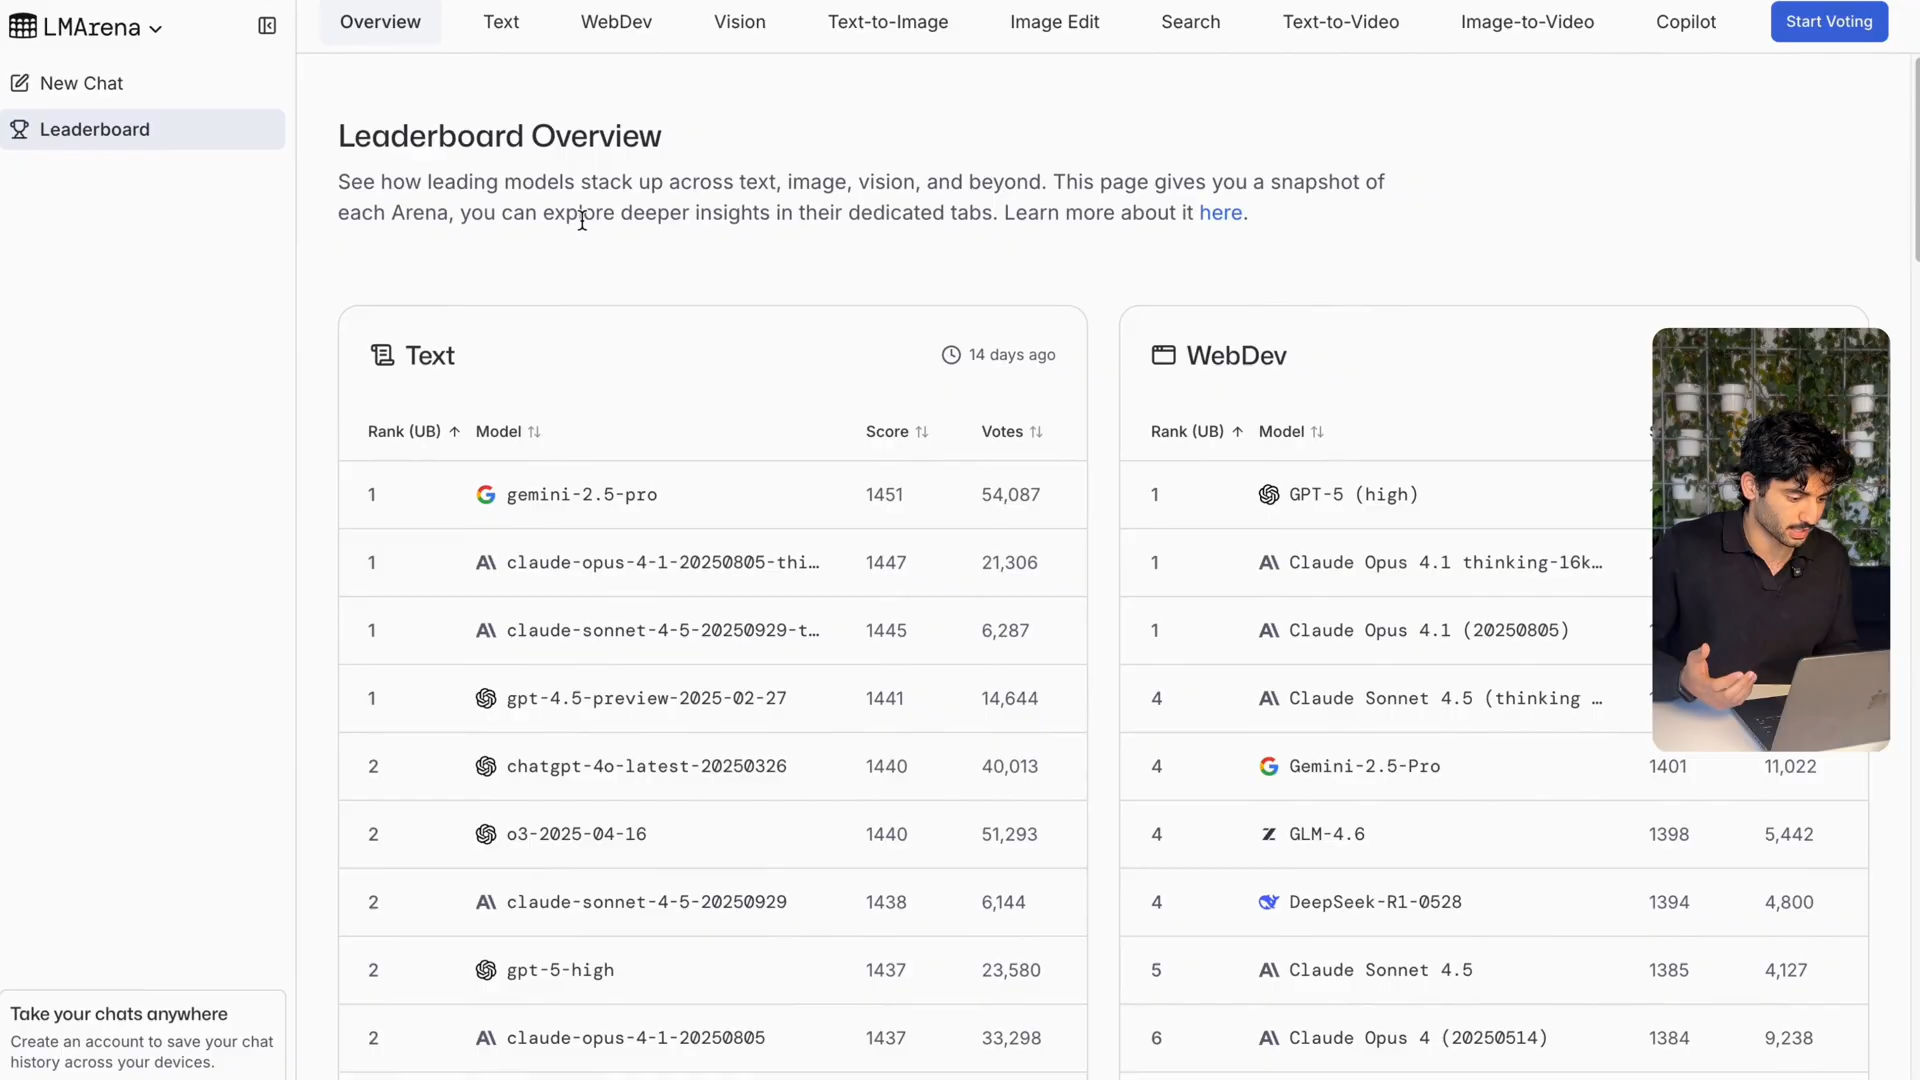 LMArena
New Chat
Leaderboard
Take your chats anywhere
Create an account to save your chat
history across your devices.
Overview Text WebDev Vision Text-to-Image Image Edit Search Text-to-Video Image-to-Video Copilot Start Voting
Leaderboard Overview
See how leading models stack up across text, image, vision, and beyond. This page gives you a snapshot of
each Arena, you can explore deeper insights in their dedicated tabs. Learn more about it here.
Text 14 days ago
Rank (UB) Model Score Votes
1 gemini-2.5-pro 1451 54,087
1 claude-opus-4-1-20250805-thi… 1447 21,306
1 claude-sonnet-4-5-20250929-t… 1445 6,287
1 gpt-4.5-preview-2025-02-27 1441 14,644
2 chatgpt-4o-latest-20250326 1440 40,013
2 o3-2025-04-16 1440 51,293
2 claude-sonnet-4-5-20250929 1438 6,144
2 gpt-5-high 1437 23,580
2 claude-opus-4-1-20250805 1437 33,298
WebDev
Rank (UB) Model
1 GPT-5 (high)
1 Claude Opus 4.1 thinking-16k…
1 Claude Opus 4.1 (20250805)
4 Claude Sonnet 4.5 (thinking …
4 Gemini-2.5-Pro 1401 11,022
4 GLM-4.6 1398 5,442
4 DeepSeek-R1-0528 1394 4,800
5 Claude Sonnet 4.5 1385 4,127
6 Claude Opus 4 (20250514) 1384 9,238